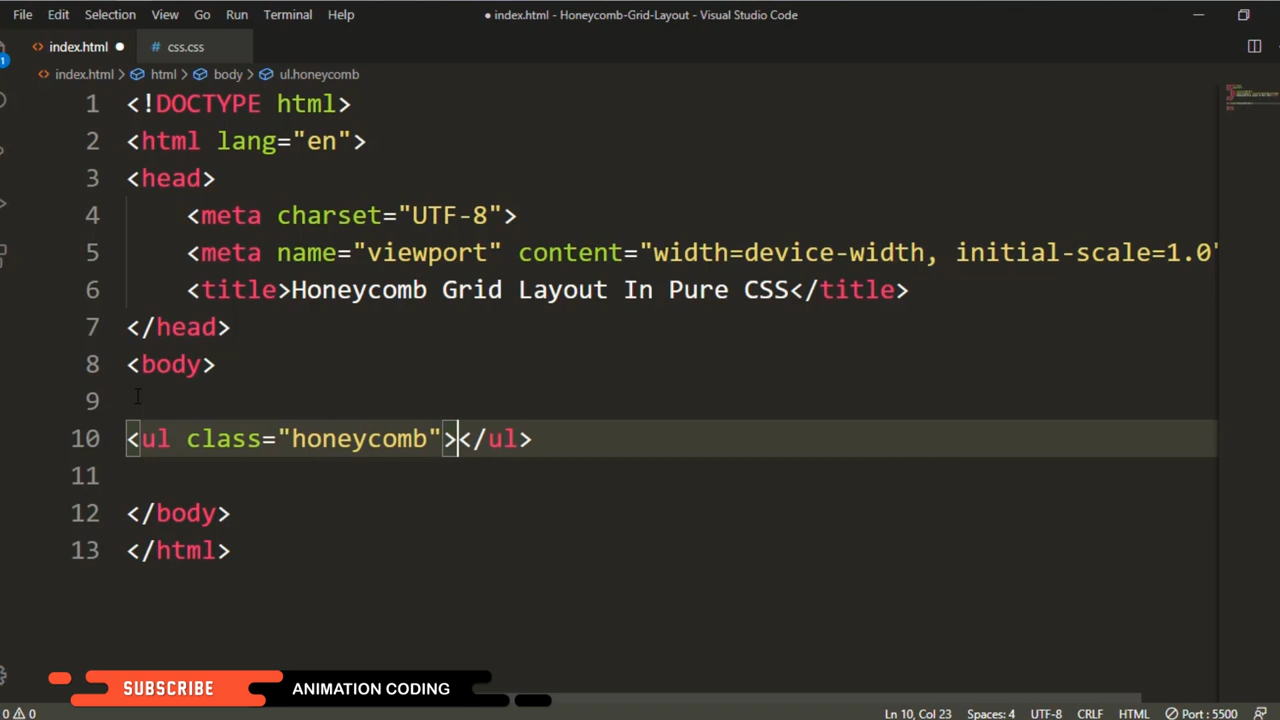 File Edit Selection View Go Run Terminal Help ● index.html - Honeycomb-Grid-Layout - Visual Studio Code
index.html ● # css.css
index.html > html > body > ul.honeycomb
1 <!DOCTYPE html>
2 <html lang="en">
3 <head>
4 <meta charset="UTF-8">
5 <meta name="viewport" content="width=device-width, initial-scale=1.0"
6 <title>Honeycomb Grid Layout In Pure CSS</title>
7 </head>
8 <body>
9
10 <ul class="honeycomb"></ul>
11
12 </body>
13 </html>
1
SUBSCRIBE ANIMATION CODING
0 0 Ln 10, Col 23 Spaces: 4 UTF-8 CRLF HTML Port : 5500